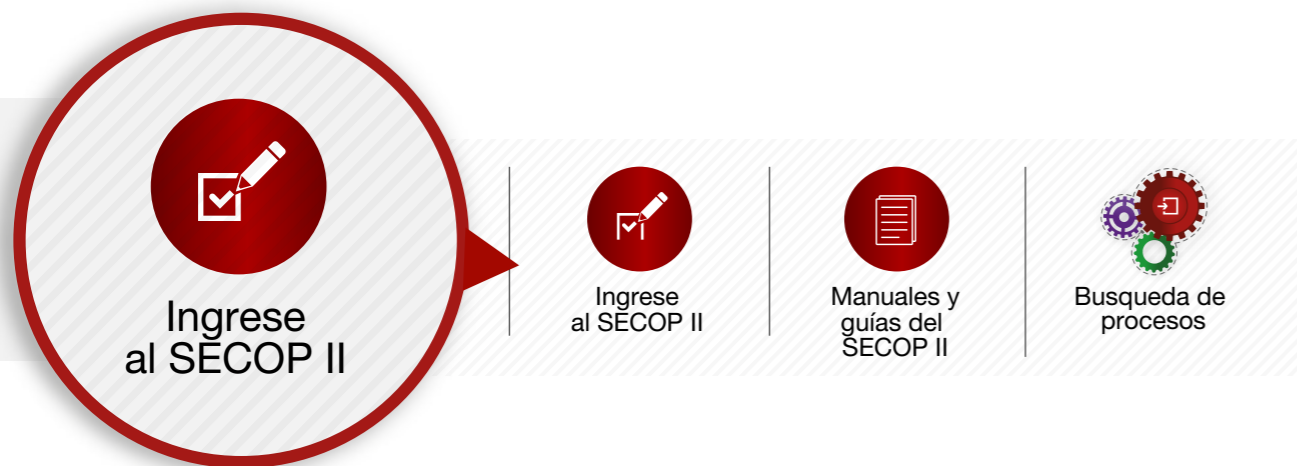 Ingrese
al SECOP II
Ingrese
al SECOP II
Manuales y
guías del
SECOP II
Busqueda de
procesos